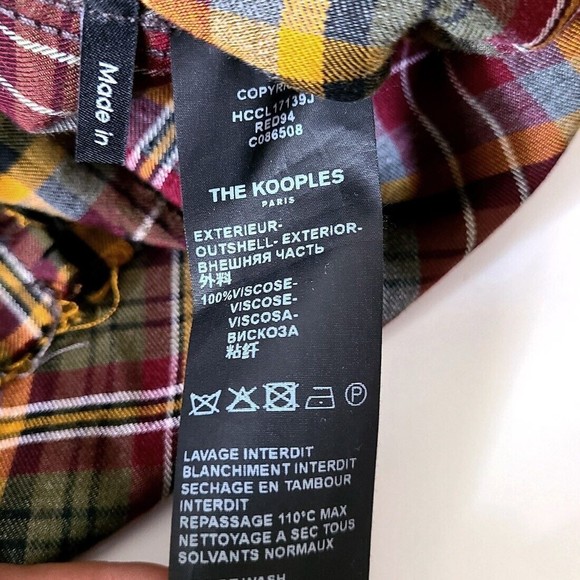 Made in
COPYRI
HCCL17139J
RED94
C086508
THE KOOPLES
PARIS
EXTERIEUR-
OUTSHELL- EXTERIOR-
ВНЕШНЯЯ ЧАСТЬ
外料
100%VISCOSE-
VISCOSE-
VISCOSA-
ВИСКОЗА
粘纤
P
LAVAGE INTERDIT
BLANCHIMENT INTERDIT
SECHAGE EN TAMBOUR
INTERDIT
REPASSAGE 110°C MAX
NETTOYAGE A SEC TOUS
SOLVANTS NORMAUX
WASH